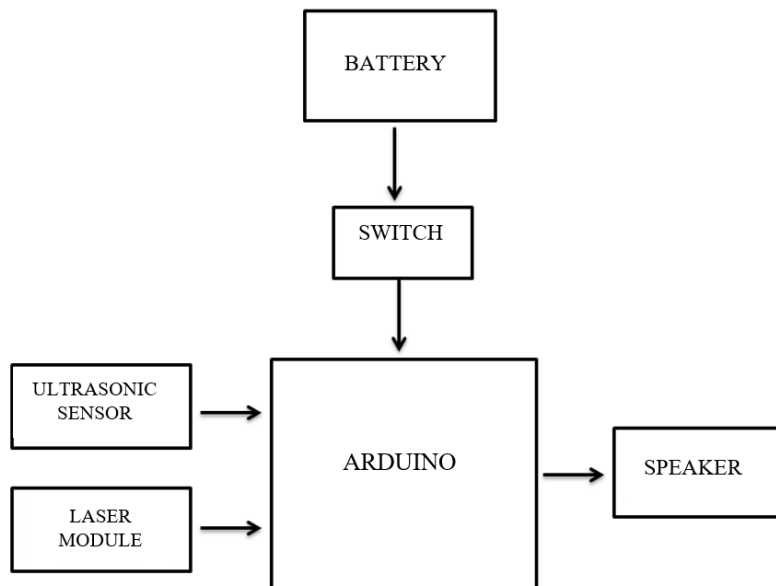 BATTERY
SWITCH
ULTRASONIC
SENSOR
ARDUINO
SPEAKER
LASER
MODULE